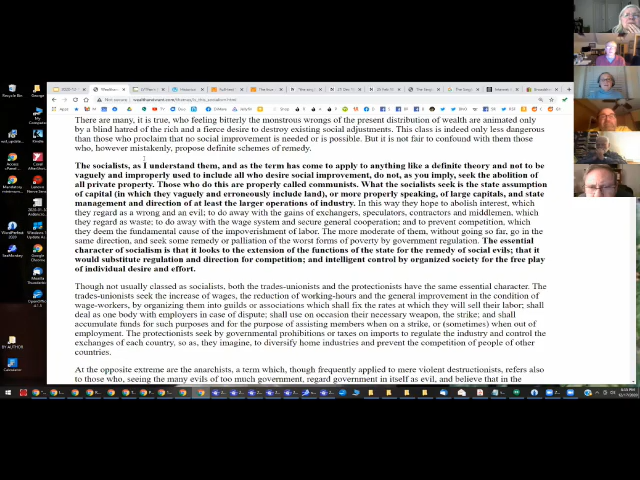 There are many, it is true, who feeling bitterly the monstrous wrongs of the present distribution of wealth are animated only
by a blind hatred of the rich and a fierce desire to destroy existing social adjustments. This class is indeed only less dangerous
than those who proclaim that no social improvement is needed or is possible. But it is not fair to confound with them those
who, however mistakenly, propose definite schemes of remedy.
The socialists, as I understand them, and as the term has come to apply to anything like a definite theory and not to be
vaguely and improperly used to include all who desire social improvement, do not, as you imply, seek the abolition of
all private property. Those who do this are properly called communists. What the socialists seek is the state assumption
of capital (in which they vaguely and erroneously include land), or more properly speaking, of large capitals, and state
management and direction of at least the larger operations of industry. In this way they hope to abolish interest, which
they regard as a wrong and an evil; to do away with the gains of exchangers, speculators, contractors and middlemen, which
they regard as waste; to do away with the wage system and secure general cooperation; and to prevent competition, which
they deem the fundamental cause of the impoverishment of labor. The more moderate of them, without going so far, go in the
same direction, and seek some remedy or palliation of the worst forms of poverty by government regulation. The essential
character of socialism is that it looks to the extension of the functions of the state for the remedy of social evils; that it
would substitute regulation and direction for competition; and intelligent control by organized society for the free play
of individual desire and effort.
Though not usually classed as socialists, both the trades-unionists and the protectionists have the same essential character. The
trades-unionists seek the increase of wages, the reduction of working-hours and the general improvement in the condition of
wage-workers, by organizing them into guilds or associations which shall fix the rates at which they will sell their labor; shall
deal as one body with employers in case of dispute; shall use on occasion their necessary weapon, the strike; and shall
accumulate funds for such purposes and for the purpose of assisting members when on a strike, or (sometimes) when out of
employment. The protectionists seek by governmental prohibitions or taxes on imports to regulate the industry and control the
exchanges of each country, so as, they imagine, to diversify home industries and prevent the competition of people of other
countries.
At the opposite extreme are the anarchists, a term which, though frequently applied to mere violent destructionists, refers also
to those who, seeing the many evils of too much government, regard government in itself as evil, and believe that in the
Recycle Bin
George
Calculator